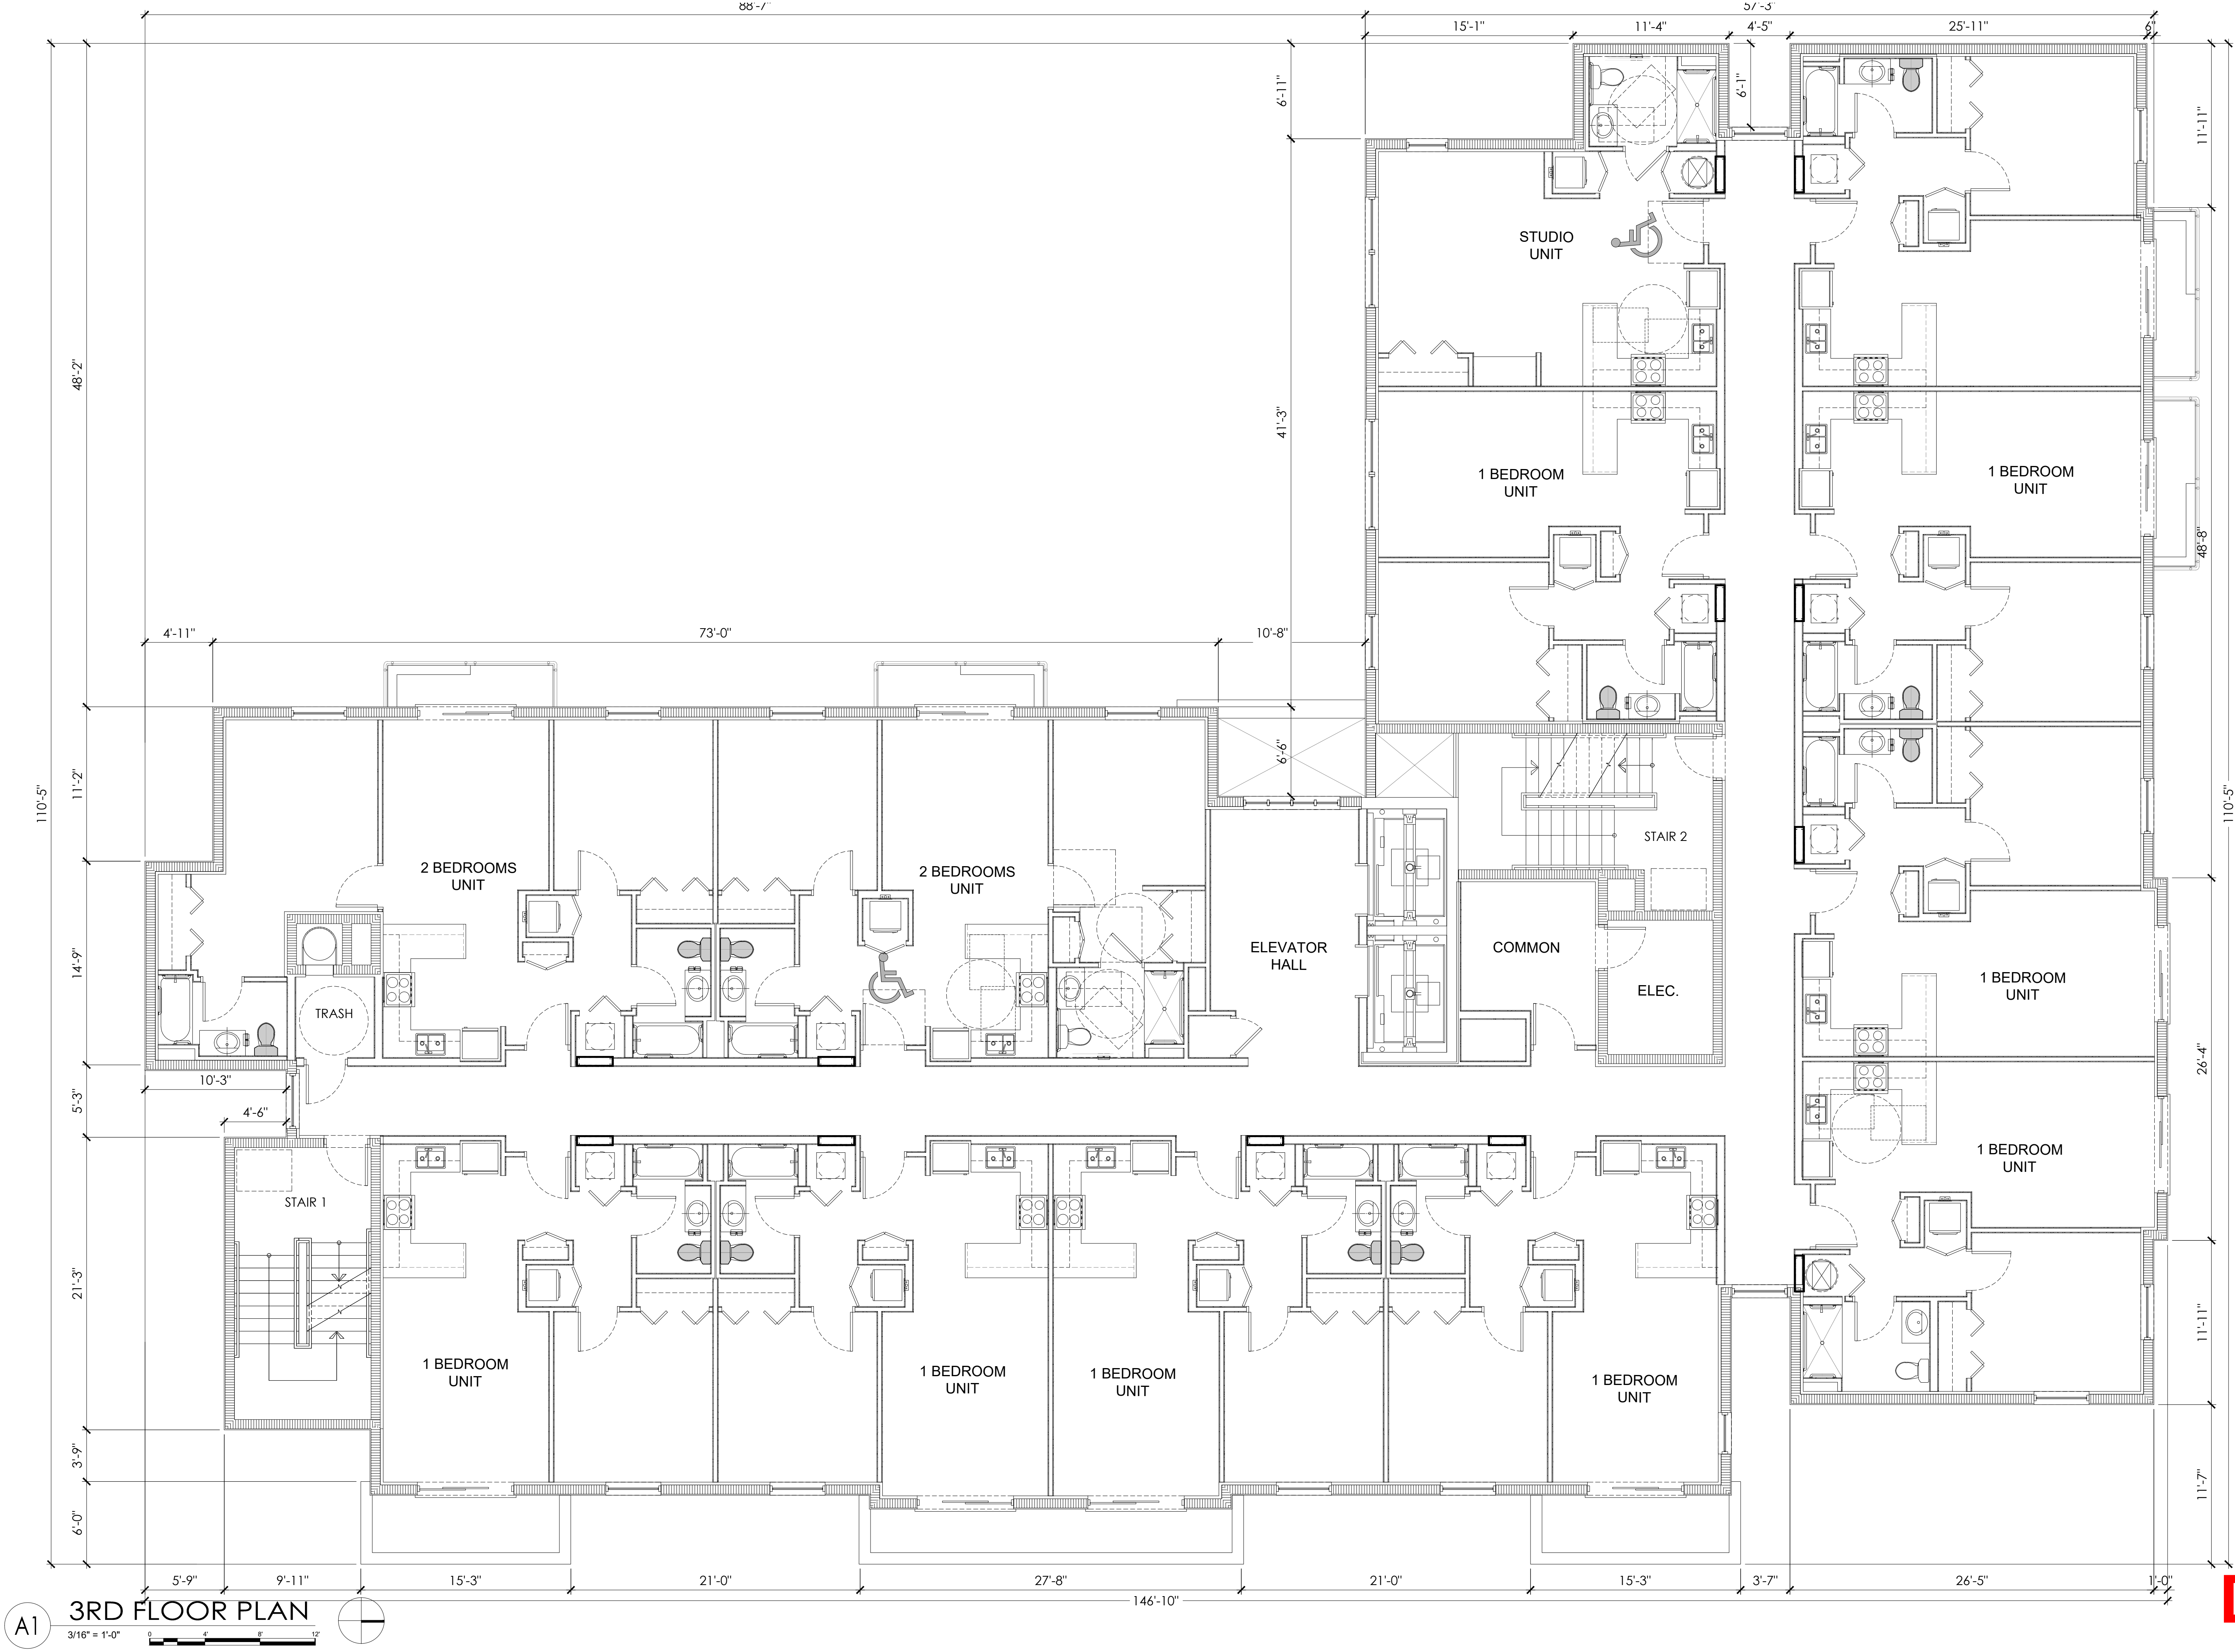 88'-7"
57'-3"
15'-1"
11'-4"
4'-5"
25'-11"
6"
6'-11"
6'-1"
11'-11"
STUDIO
UNIT
48'-2"
41'-3"
1 BEDROOM
UNIT
1 BEDROOM
UNIT
48'-8"
4'-11"
73'-0"
10'-8"
6'-6"
110'-5"
11'-2"
110'-5"
STAIR 2
2 BEDROOMS
UNIT
2 BEDROOMS
UNIT
14'-9"
ELEVATOR
HALL
COMMON
ELEC.
1 BEDROOM
UNIT
TRASH
10'-3"
5'-3"
4'-6"
26'-4"
1 BEDROOM
UNIT
STAIR 1
21'-3"
11'-11"
1 BEDROOM
UNIT
1 BEDROOM
UNIT
1 BEDROOM
UNIT
1 BEDROOM
UNIT
3'-9"
6'-0"
11'-7"
5'-9"
9'-11"
15'-3"
21'-0"
27'-8"
21'-0"
15'-3"
3'-7"
26'-5"
1'-0"
146'-10"
A1
3RD FLOOR PLAN
3/16" = 1'-0"
0 4' 8' 12'